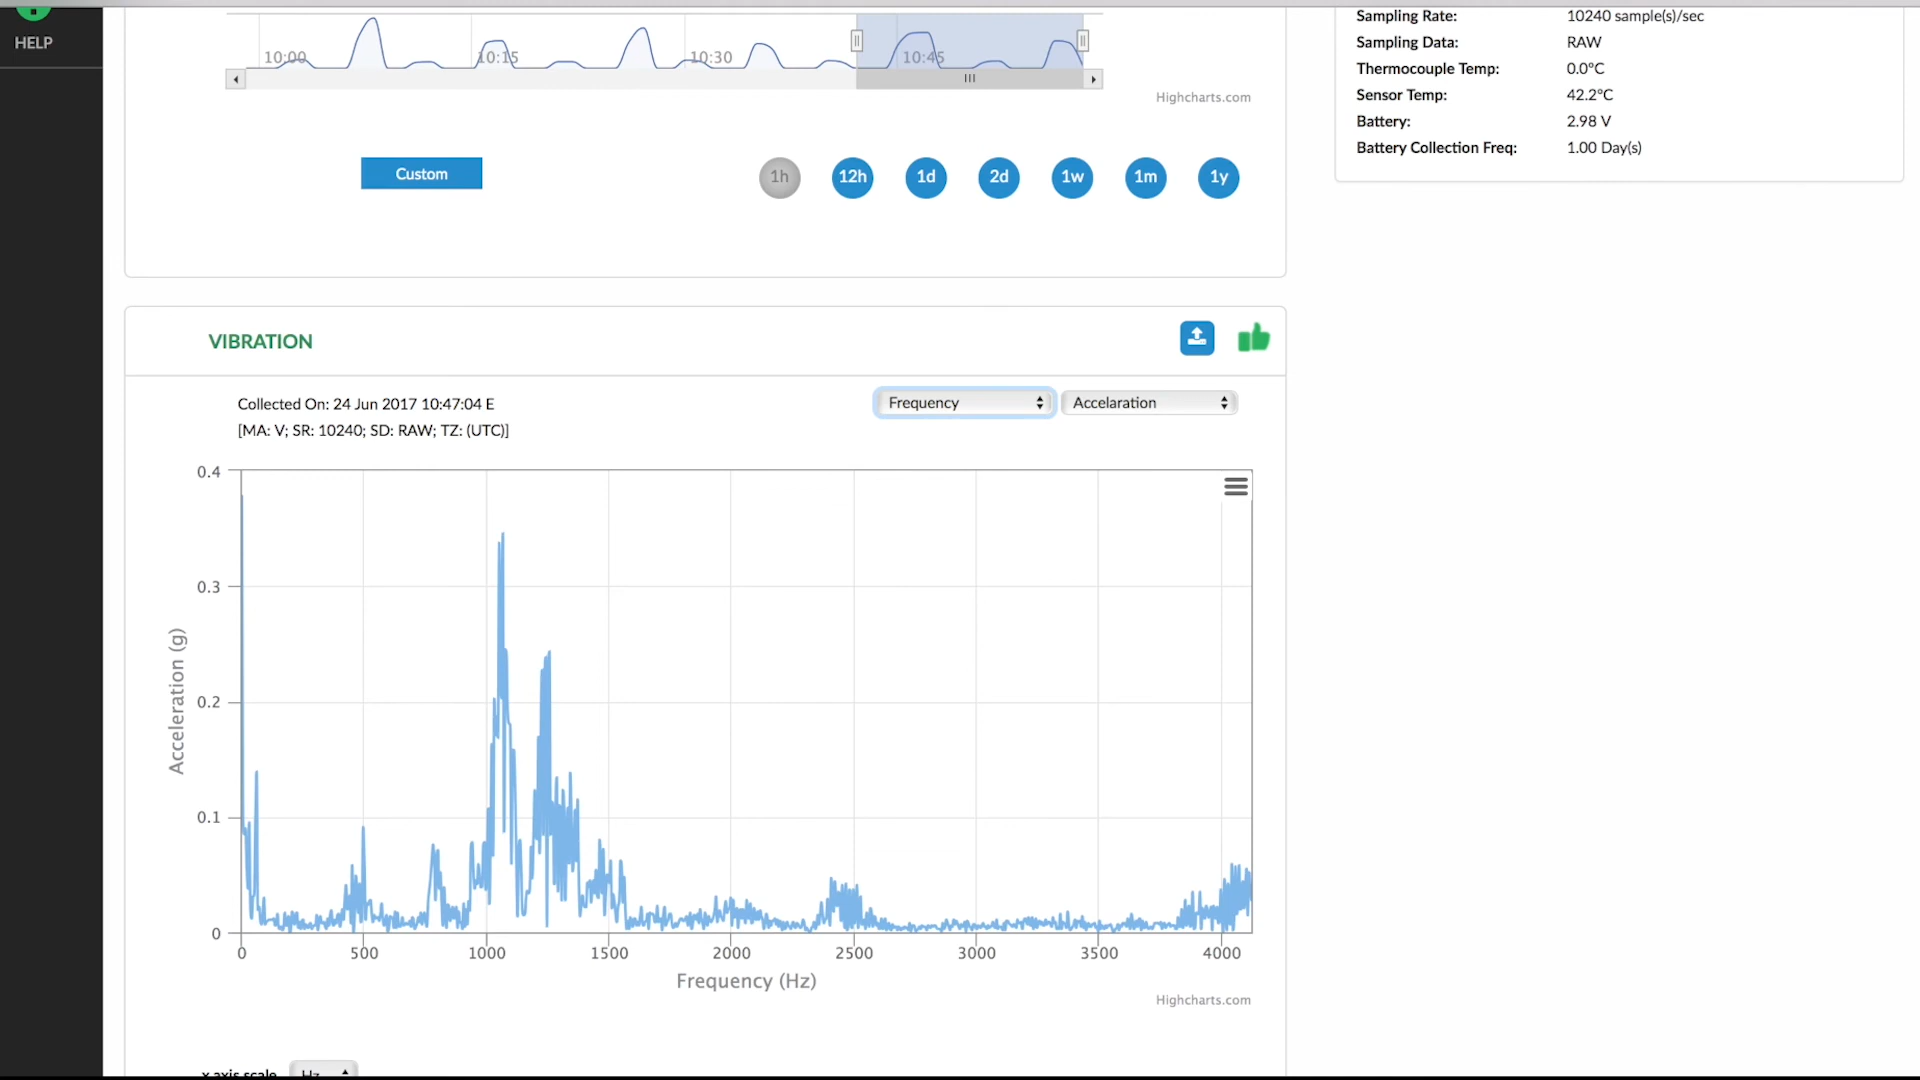 HELP
10:00 10:15 10:30 10:45
Highcharts.com
Custom 1h 12h 1d 2d 1w 1m 1y
Sampling Rate: 10240 sample(s)/sec
Sampling Data: RAW
Thermocouple Temp: 0.0°C
Sensor Temp: 42.2°C
Battery: 2.98 V
Battery Collection Freq: 1.00 Day(s)
VIBRATION
Collected On: 24 Jun 2017 10:47:04 E
[MA: V; SR: 10240; SD: RAW; TZ: (UTC)]
Frequency Accelaration
0.4
0.3
0.2
0.1
0
Acceleration (g)
0 500 1000 1500 2000 2500 3000 3500 4000
Frequency (Hz)
Highcharts.com
x axis scale Hz